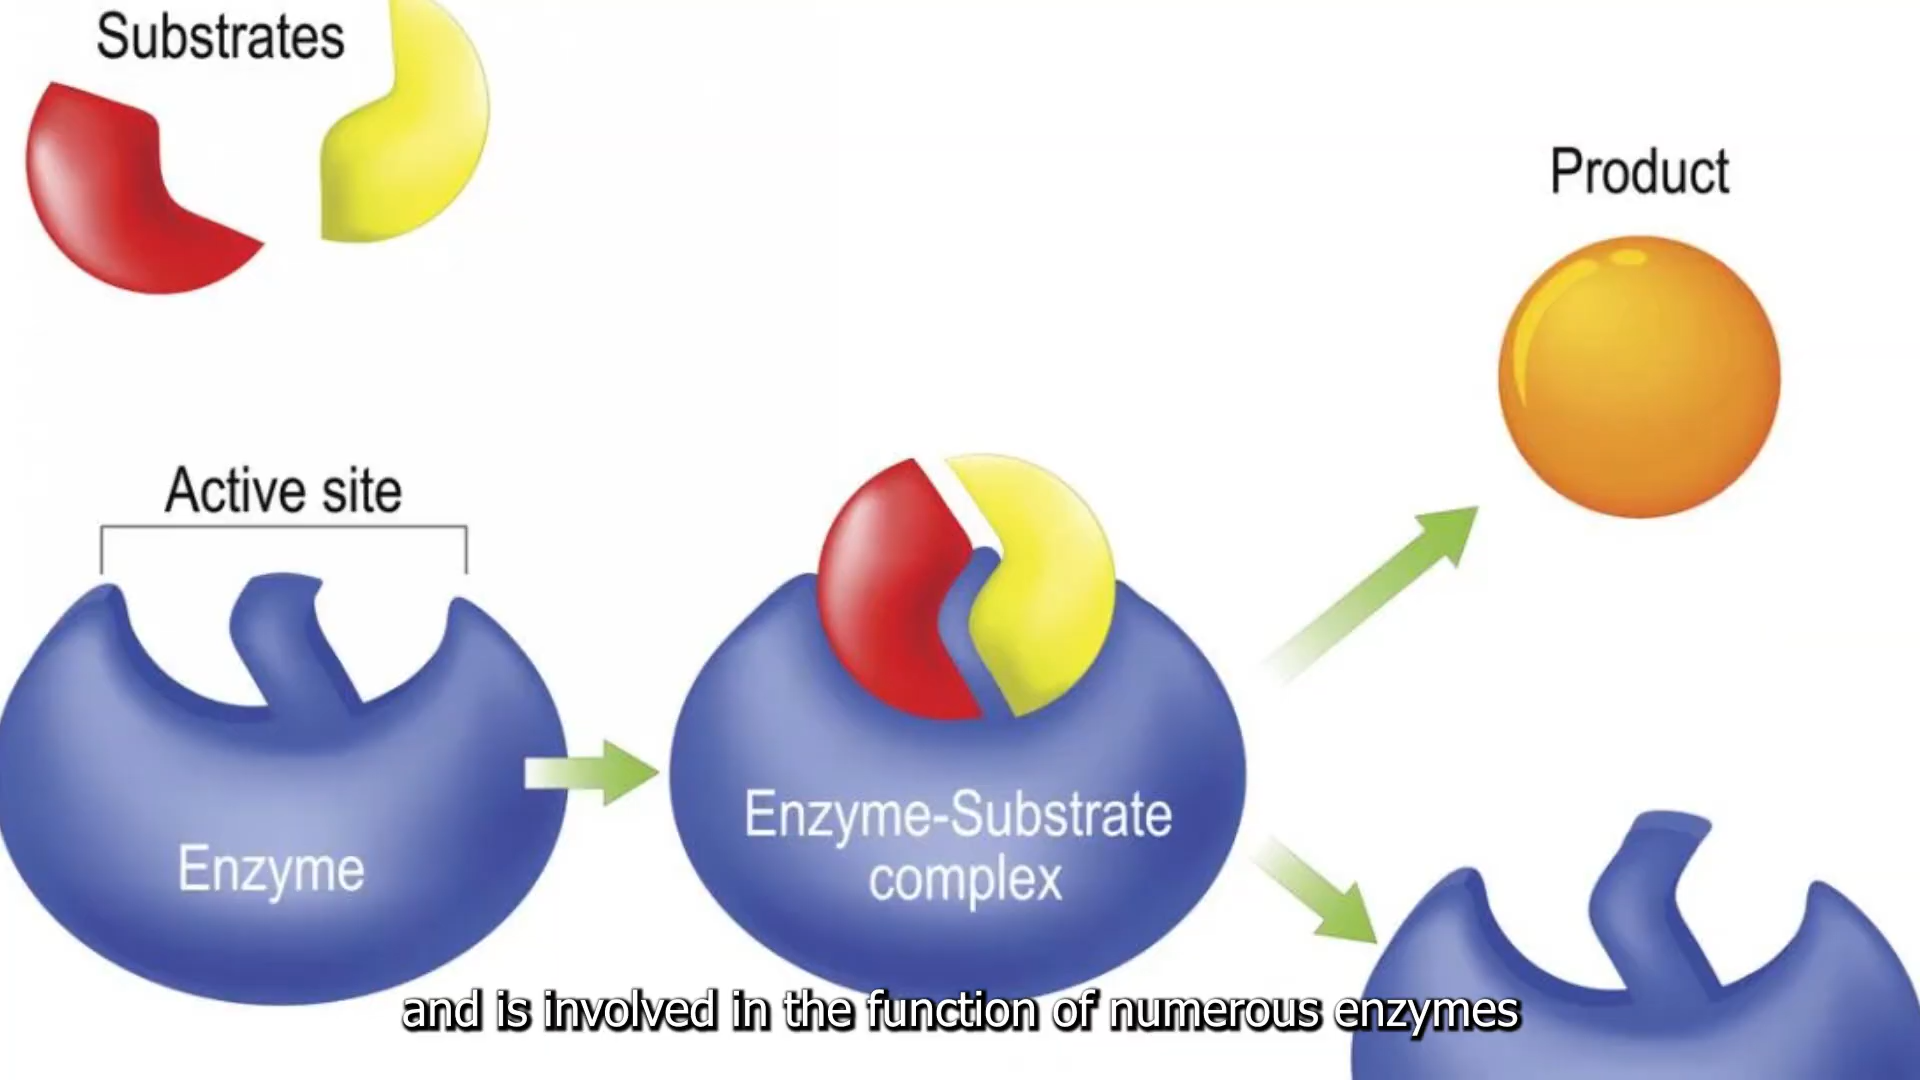 Substrates
Product
Active site
Enzyme
Enzyme-Substrate
complex
and is involved in the function of numerous enzymes